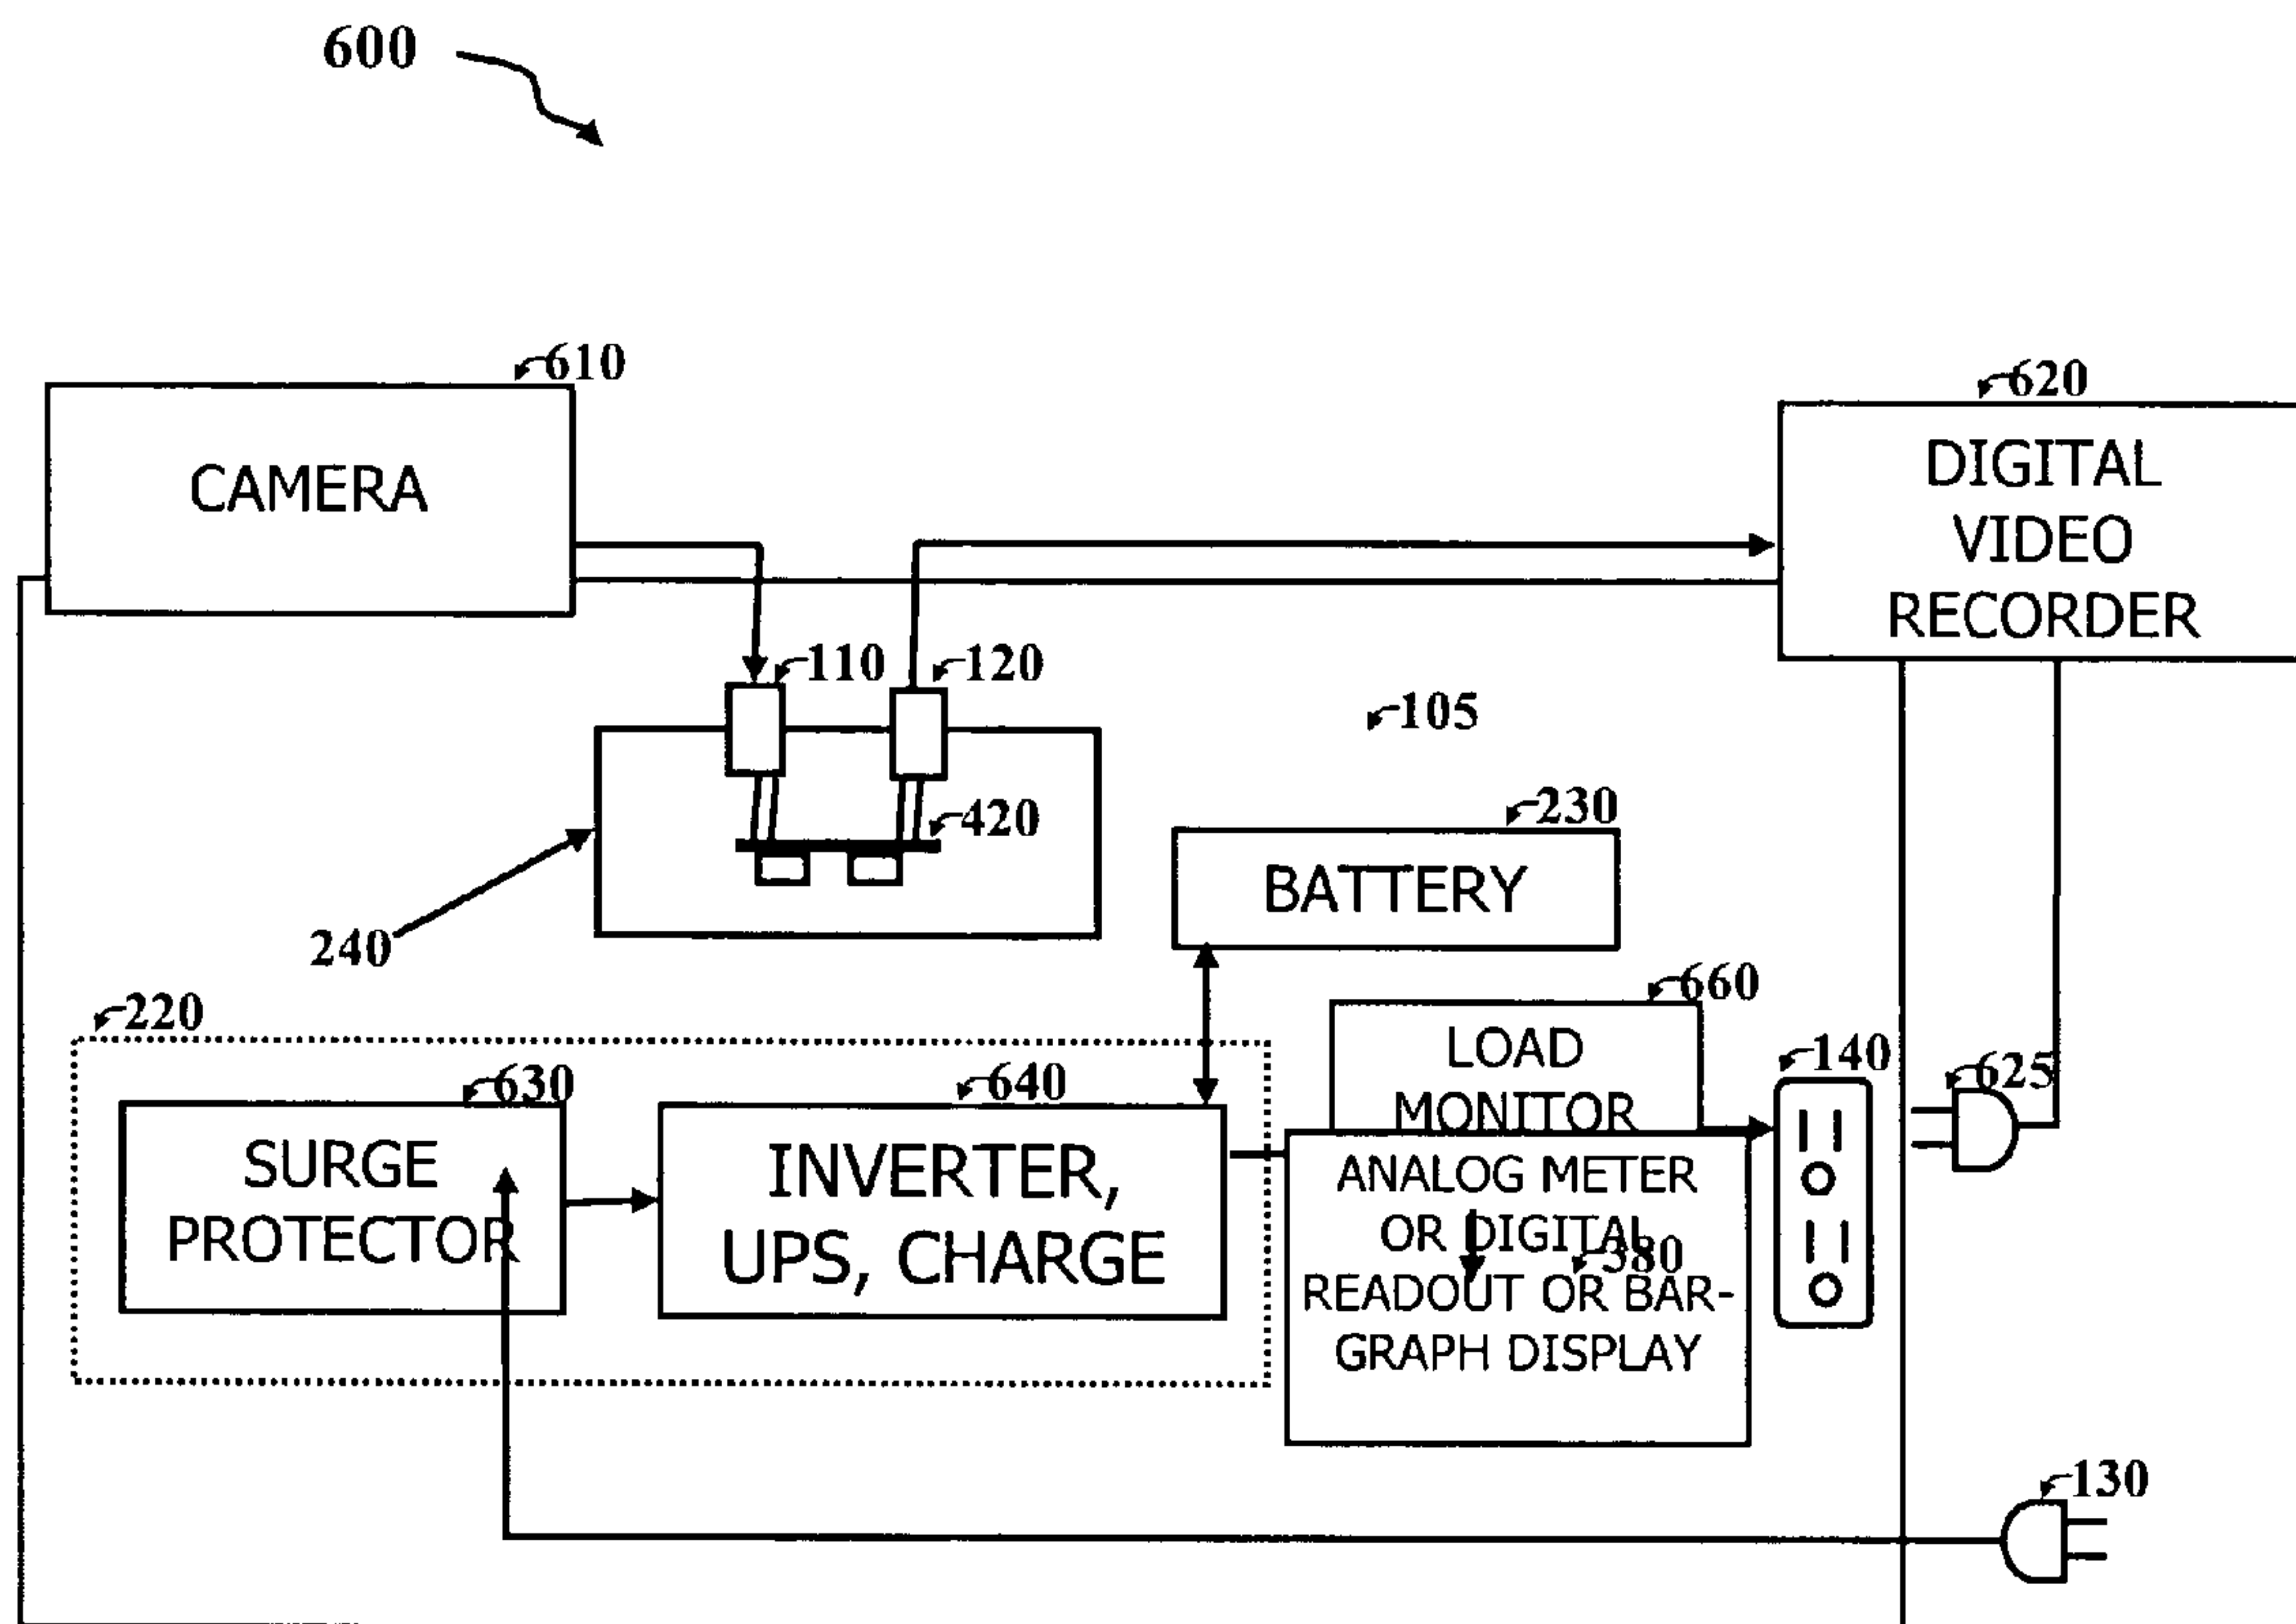 600
610
CAMERA
620
DIGITAL
VIDEO
RECORDER
110
120
105
420
240
230
BATTERY
220
630
SURGE
PROTECTOR
640
INVERTER,
UPS, CHARGE
660
LOAD
MONITOR
ANALOG METER
OR DIGITAL
READOUT OR BAR-
GRAPH DISPLAY
380
140
625
130